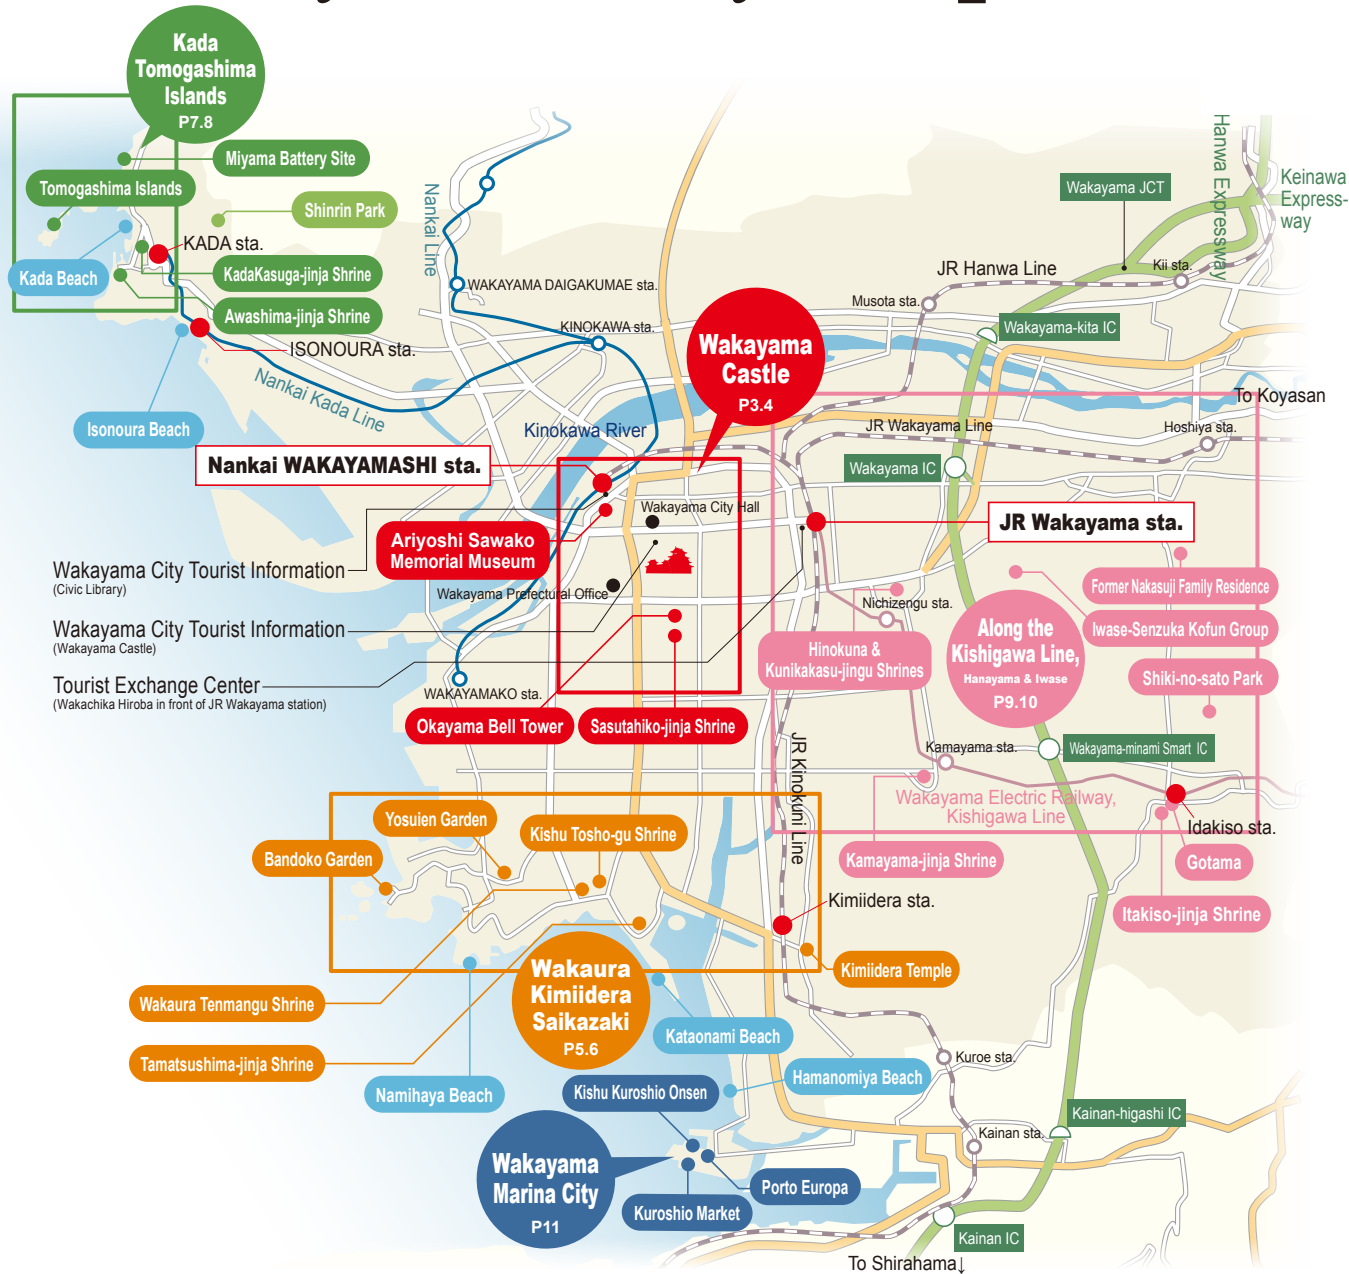 Kada
Tomogashima
Islands
P7.8
Miyama Battery Site
Tomogashima Islands
Shinrin Park
KADA sta.
Kada Beach
KadaKasuga-jinja Shrine
Awashima-jinja Shrine
ISONOURA sta.
Isonoura Beach
Nankai Kada Line
Nankai Line
WAKAYAMA DAIGAKUMAE sta.
KINOKAWA sta.
Kinokawa River
Hanwa Expressway
Keinawa
Express-
way
Wakayama JCT
Kii sta.
JR Hanwa Line
Musota sta.
Wakayama-kita IC
To Koyasan
JR Wakayama Line
Hoshiya sta.
Wakayama IC
Wakayama
Castle
P3.4
Nankai WAKAYAMASHI sta.
JR Wakayama sta.
Wakayama City Hall
Ariyoshi Sawako
Memorial Museum
Wakayama Prefectural Office
Wakayama City Tourist Information
(Civic Library)
Wakayama City Tourist Information
(Wakayama Castle)
Tourist Exchange Center
(Wakachika Hiroba in front of JR Wakayama station)
WAKAYAMAKO sta.
Okayama Bell Tower
Sasutahiko-jinja Shrine
Nichizengu sta.
Hinokuna &
Kunikakasu-jingu Shrines
Former Nakasuji Family Residence
Iwase-Senzuka Kofun Group
Along the
Kishigawa Line,
Hanayama & Iwase
P9.10
Shiki-no-sato Park
Kamayama sta.
Wakayama-minami Smart IC
JR Kinokuni Line
Wakayama Electric Railway,
Kishigawa Line
Idakiso sta.
Kamayama-jinja Shrine
Gotama
Itakiso-jinja Shrine
Yosuien Garden
Kishu Tosho-gu Shrine
Bandoko Garden
Kimiidera sta.
Kimiidera Temple
Wakaura
Kimiidera
Saikazaki
P5.6
Wakaura Tenmangu Shrine
Tamatsushima-jinja Shrine
Namihaya Beach
Kataonami Beach
Hamanomiya Beach
Kuroe sta.
Kishu Kuroshio Onsen
Kainan-higashi IC
Kainan sta.
Wakayama
Marina City
P11
Porto Europa
Kuroshio Market
Kainan IC
To Shirahama↓